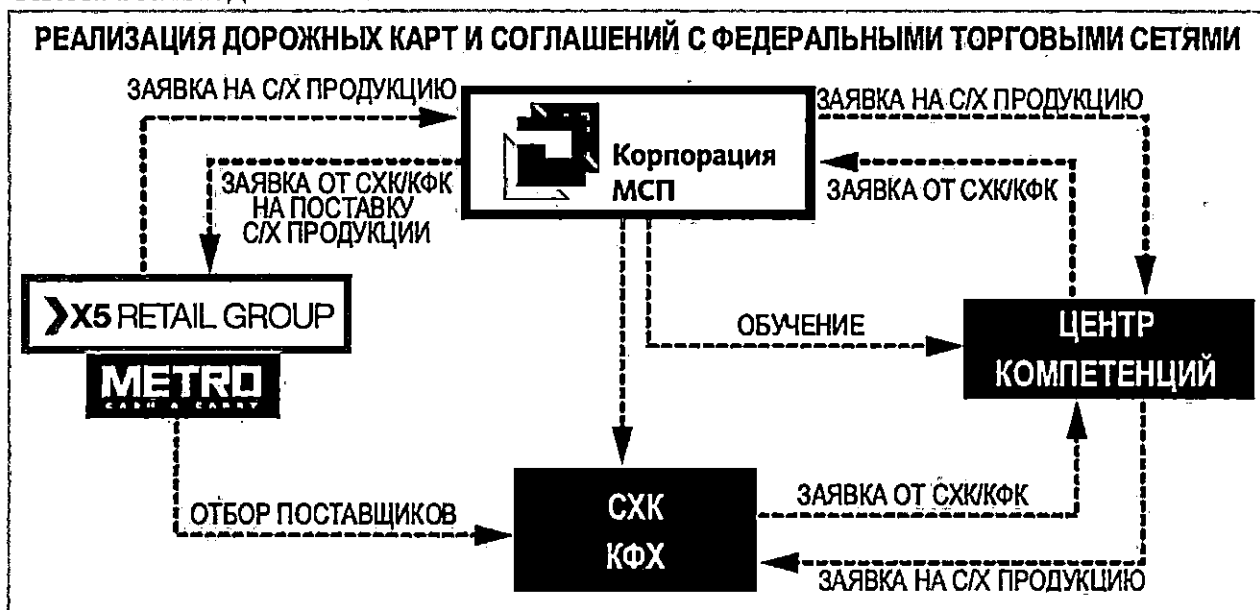 РЕАЛИЗАЦИЯ ДОРОЖНЫХ КАРТ И СОГЛАШЕНИЙ С ФЕДЕРАЛЬНЫМИ ТОРГОВЫМИ СЕТЯМИ
ЗАЯВКА НА С/Х ПРОДУКЦИЮ
Корпорация
МСП
ЗАЯВКА НА С/Х ПРОДУКЦИЮ
ЗАЯВКА ОТ СХК/КФК
НА ПОСТАВКУ
С/Х ПРОДУКЦИИ
ЗАЯВКА ОТ СХК/КФК
X5 RETAIL GROUP
METRO
CASH & CARRY
ОБУЧЕНИЕ
ЦЕНТР
КОМПЕТЕНЦИЙ
ОТБОР ПОСТАВЩИКОВ
СХК
КФХ
ЗАЯВКА ОТ СХК/КФК
ЗАЯВКА НА С/Х ПРОДУКЦИЮ